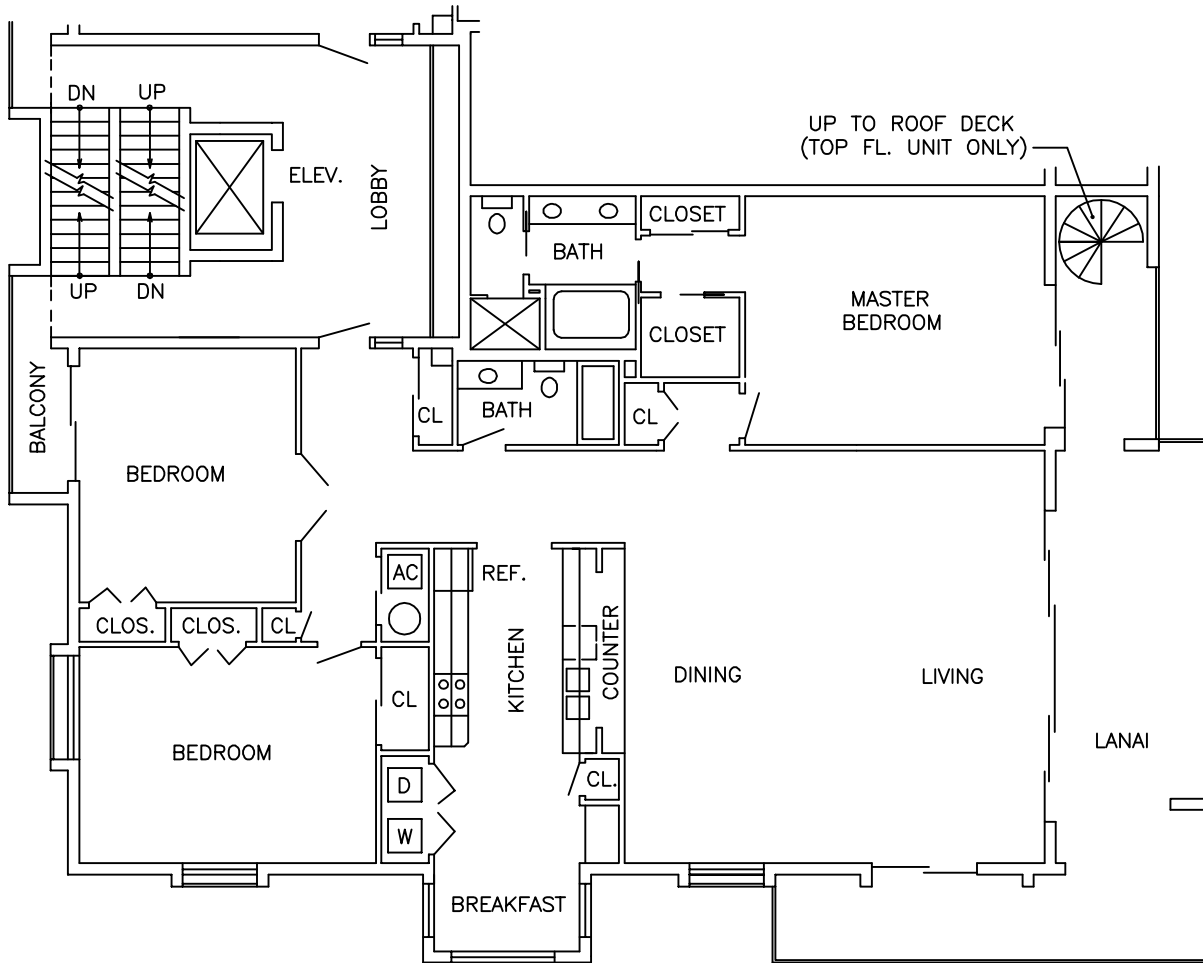 DN
UP
UP TO ROOF DECK
(TOP FL. UNIT ONLY)
ELEV.
LOBBY
CLOSET
BATH
UP
DN
MASTER
BEDROOM
CLOSET
BALCONY
CL
BATH
CL
BEDROOM
AC
REF.
CLOS.
CLOS.
CL
KITCHEN
COUNTER
DINING
LIVING
CL
BEDROOM
LANAI
D
CL.
W
BREAKFAST